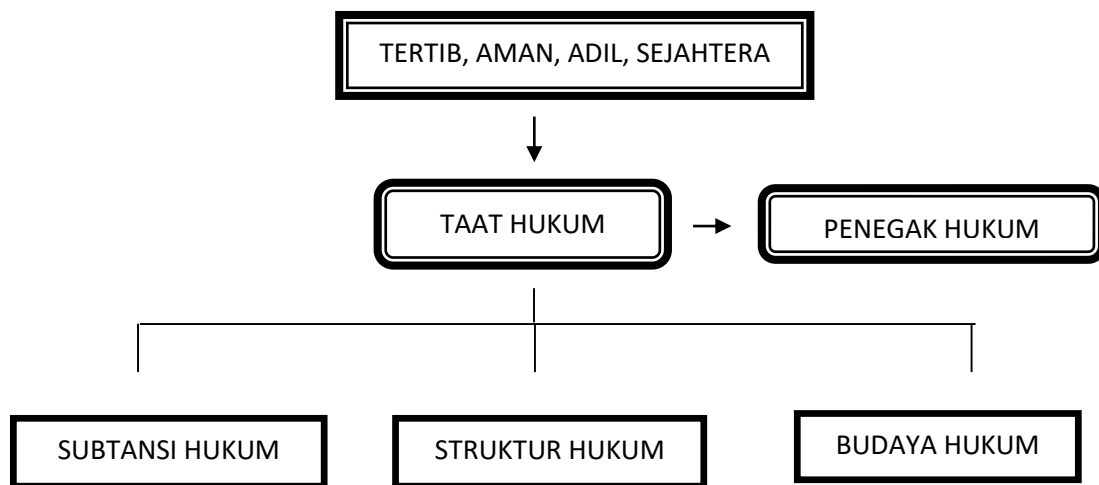 TERTIB, AMAN, ADIL, SEJAHTERA
TAAT HUKUM
PENEGAK HUKUM
SUBTANSI HUKUM
STRUKTUR HUKUM
BUDAYA HUKUM